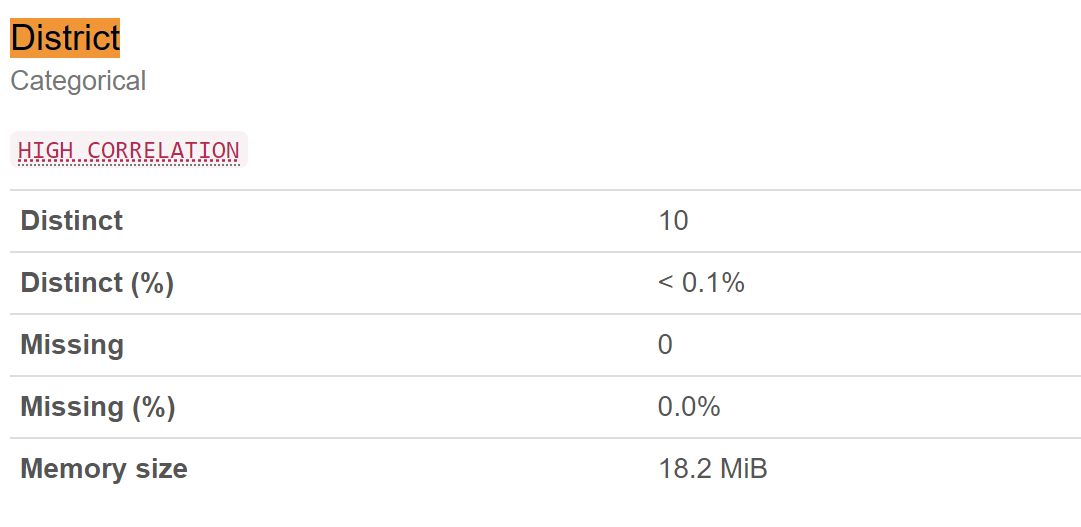 District
Categorical
HIGH CORRELATION
Distinct 10
Distinct (%) < 0.1%
Missing 0
Missing (%) 0.0%
Memory size 18.2 MiB